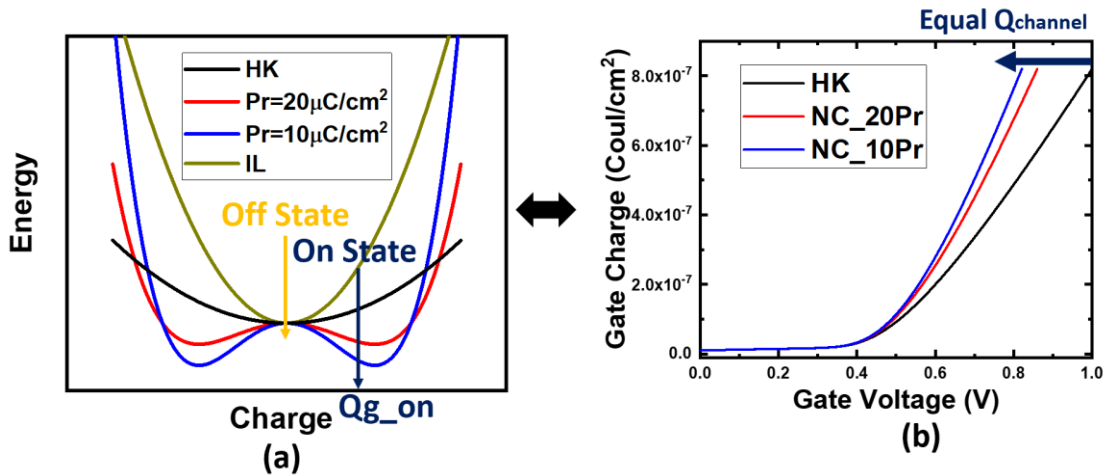 HK
Pr=20μC/cm²
Pr=10μC/cm²
IL
Off State
On State
Energy
Charge
Qg_on
(a)
Equal Qchannel
HK
NC_20Pr
NC_10Pr
8.0x10⁻⁷
6.0x10⁻⁷
4.0x10⁻⁷
2.0x10⁻⁷
0.0
0.0 0.2 0.4 0.6 0.8 1.0
Gate Charge (Coul/cm²)
Gate Voltage (V)
(b)